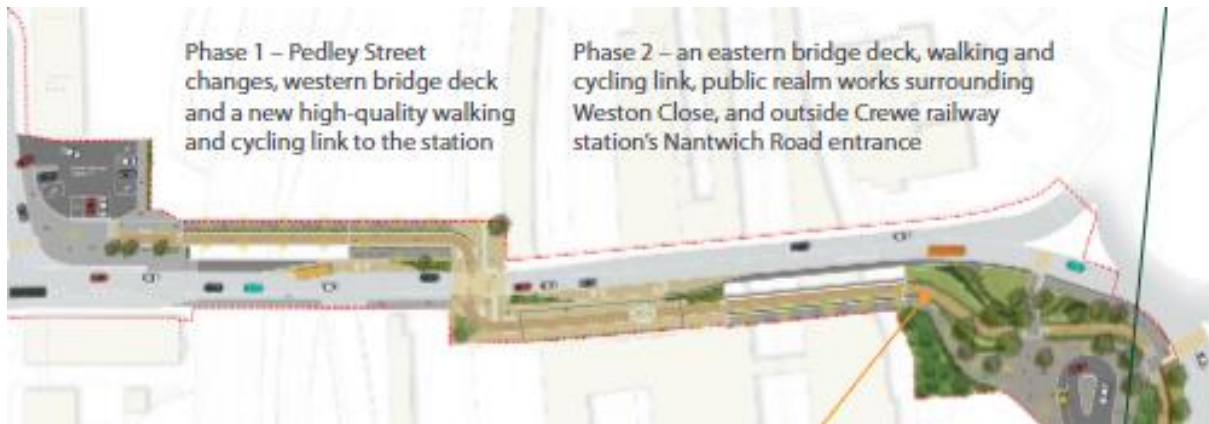 Phase 1 – Pedley Street
changes, western bridge deck
and a new high-quality walking
and cycling link to the station
Phase 2 – an eastern bridge deck, walking and
cycling link, public realm works surrounding
Weston Close, and outside Crewe railway
station's Nantwich Road entrance